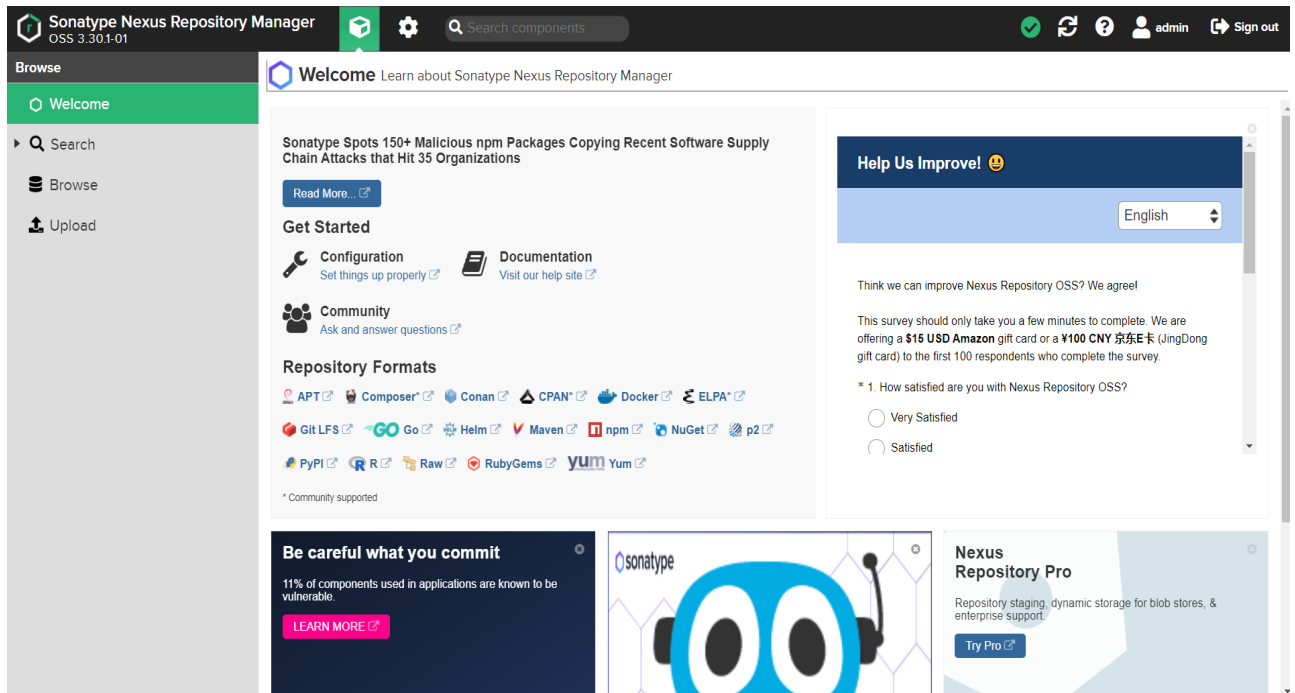 Sonatype Nexus Repository Manager
OSS 3.30.1-01
Search components
admin
Sign out
Browse
Welcome
Search
Browse
Upload
Welcome Learn about Sonatype Nexus Repository Manager
Sonatype Spots 150+ Malicious npm Packages Copying Recent Software Supply
Chain Attacks that Hit 35 Organizations
Read More...
Get Started
Configuration
Set things up properly
Documentation
Visit our help site
Community
Ask and answer questions
Repository Formats
APT Composer* Conan CPAN* Docker ELPA*
Git LFS GO Go Helm Maven npm NuGet p2
PyPI R Raw RubyGems yum Yum
* Community supported
Help Us Improve! 😃
English
Think we can improve Nexus Repository OSS? We agree!
This survey should only take you a few minutes to complete. We are
offering a $15 USD Amazon gift card or a ¥100 CNY 京东E卡 (JingDong
gift card) to the first 100 respondents who complete the survey.
* 1. How satisfied are you with Nexus Repository OSS?
Very Satisfied
Satisfied
Be careful what you commit
11% of components used in applications are known to be
vulnerable.
LEARN MORE
sonatype
Nexus
Repository Pro
Repository staging, dynamic storage for blob stores, &
enterprise support.
Try Pro